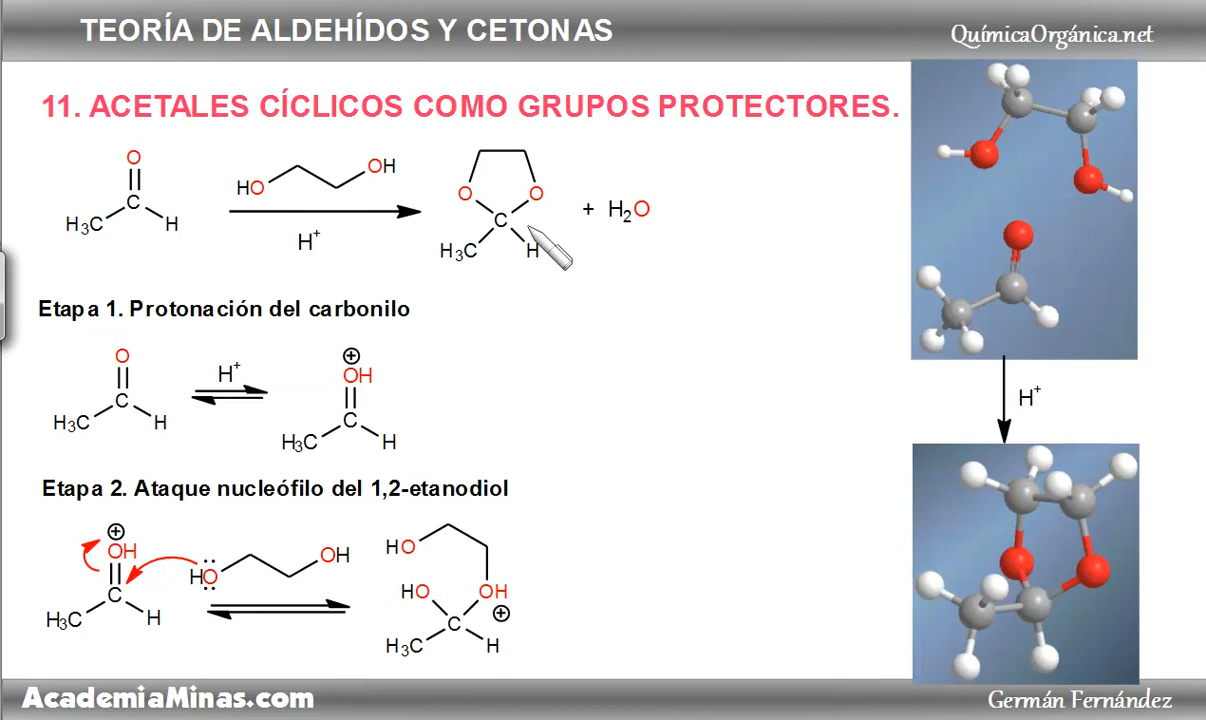 TEORÍA DE ALDEHÍDOS Y CETONAS
QuímicaOrgánica.net
11. ACETALES CÍCLICOS COMO GRUPOS PROTECTORES.
O
C
H₃C
H
HO
OH
H⁺
O
O
C
H₃C
H
+ H₂O
Etapa 1. Protonación del carbonilo
O
C
H₃C
H
H⁺
⊕
OH
C
H₃C
H
H⁺
Etapa 2. Ataque nucleófilo del 1,2-etanodiol
⊕
OH
C
H₃C
H
HO
OH
HO
HO
OH
⊕
C
H₃C
H
AcademiaMinas.com
Germán Fernández